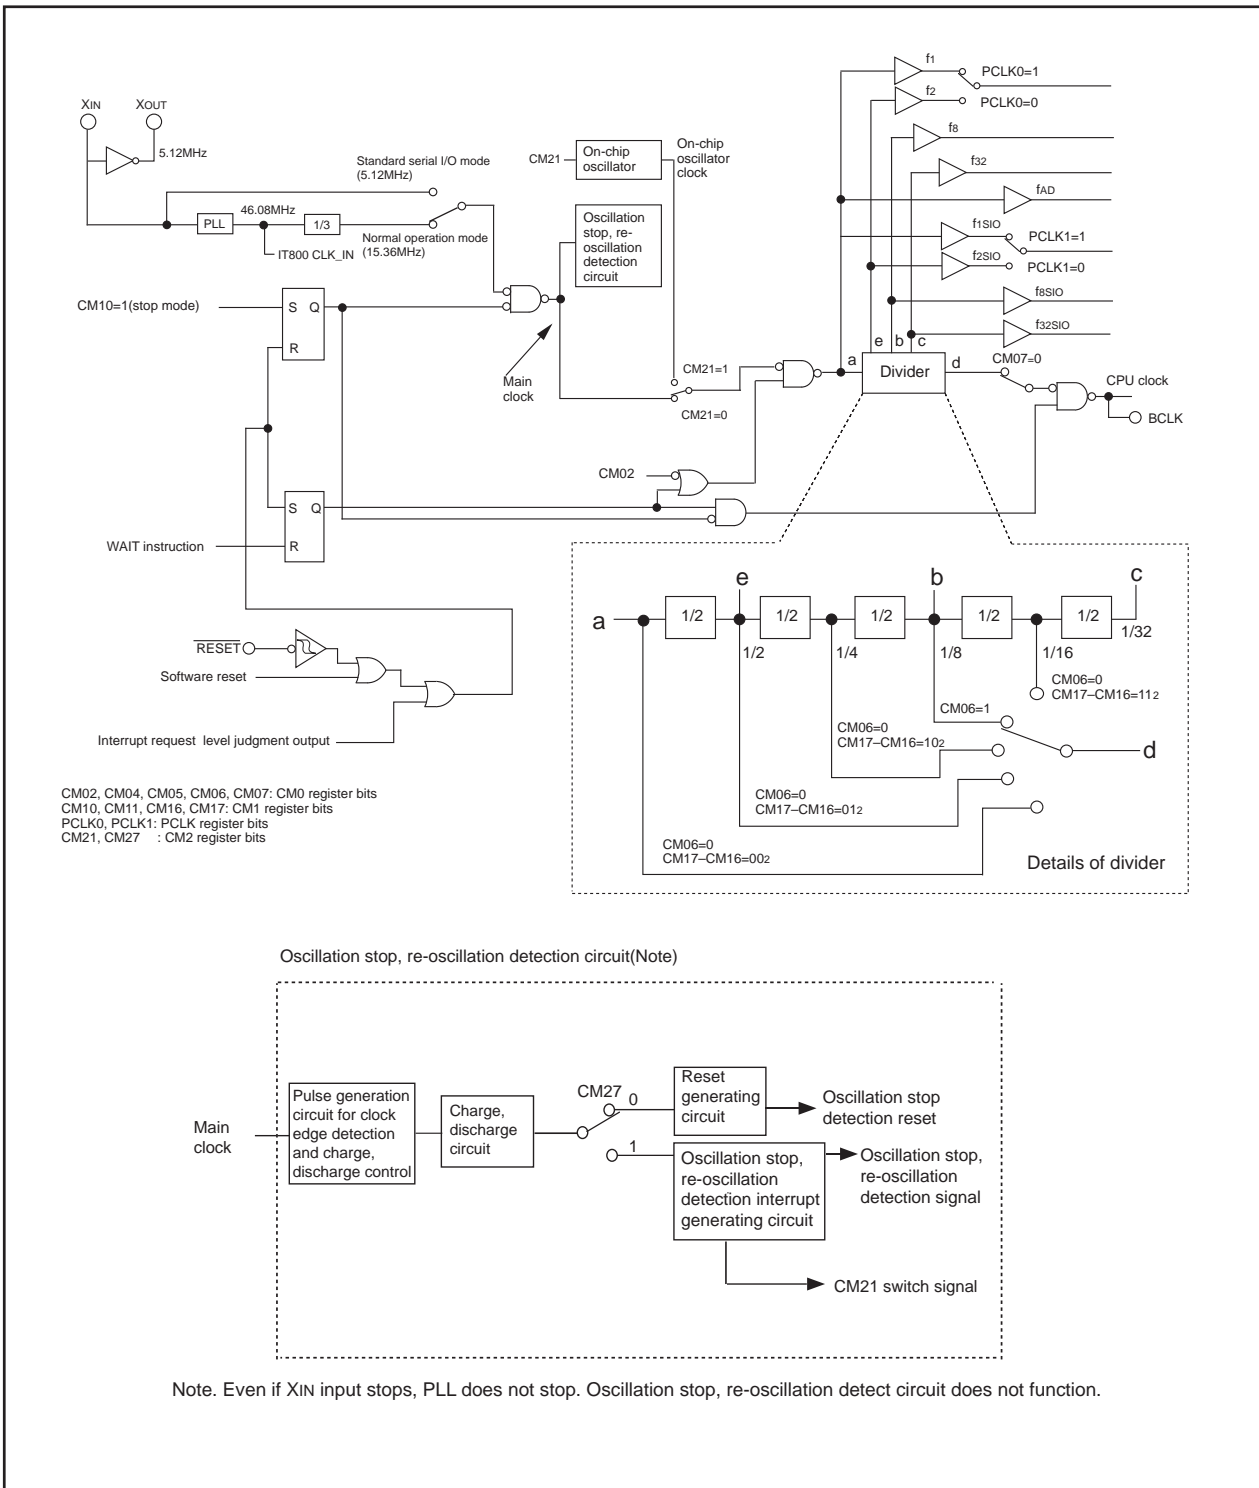 f1
PCLK0=1
f2
PCLK0=0
XIN
XOUT
5.12MHz
f8
f32
fAD
f1SIO
PCLK1=1
f2SIO
PCLK1=0
f8SIO
f32SIO
CM21
On-chip
oscillator
On-chip
oscillator
clock
Standard serial I/O mode
(5.12MHz)
PLL
46.08MHz
1/3
IT800 CLK_IN
Normal operation mode
(15.36MHz)
Oscillation
stop, re-
oscillation
detection
circuit
CM10=1(stop mode)
S Q
R
Main
clock
CM21=1
CM21=0
a
e b c
Divider
d
CM07=0
CPU clock
BCLK
CM02
S Q
R
WAIT instruction
RESET
Software reset
Interrupt request level judgment output
a
1/2
e
1/2
1/2
b
1/2
1/2
c
1/2
1/4
1/8
1/16
1/32
CM06=0
CM17–CM16=112
CM06=1
CM06=0
CM17–CM16=102
d
CM06=0
CM17–CM16=012
CM06=0
CM17–CM16=002
Details of divider
CM02, CM04, CM05, CM06, CM07: CM0 register bits
CM10, CM11, CM16, CM17: CM1 register bits
PCLK0, PCLK1: PCLK register bits
CM21, CM27 : CM2 register bits
Oscillation stop, re-oscillation detection circuit(Note)
Main
clock
Pulse generation
circuit for clock
edge detection
and charge,
discharge control
Charge,
discharge
circuit
CM27
0
1
Reset
generating
circuit
Oscillation stop
detection reset
Oscillation stop,
re-oscillation
detection interrupt
generating circuit
Oscillation stop,
re-oscillation
detection signal
CM21 switch signal
Note. Even if XIN input stops, PLL does not stop. Oscillation stop, re-oscillation detect circuit does not function.